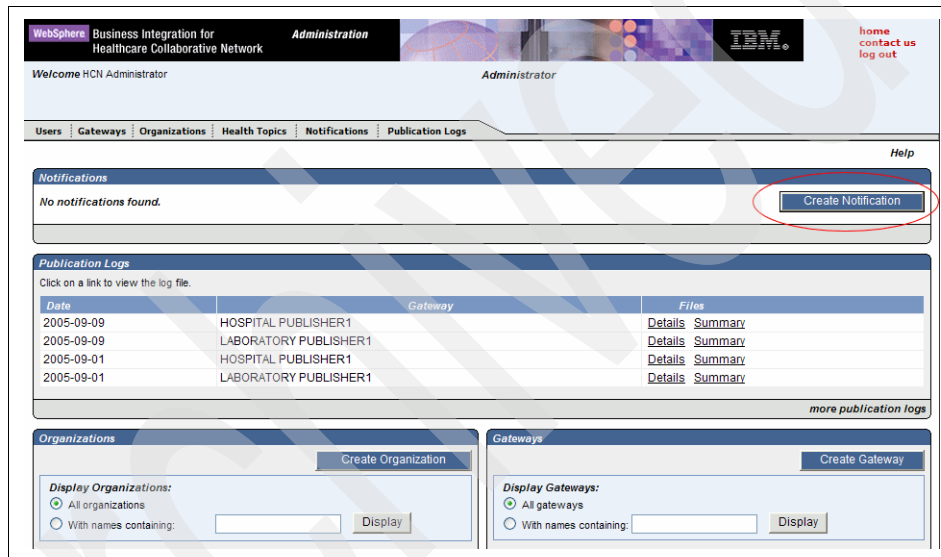 WebSphere Business Integration for Healthcare Collaborative Network Administration IBM®
home
contact us
log out
Welcome HCN Administrator Administrator
Users Gateways Organizations Health Topics Notifications Publication Logs
Help
Notifications
No notifications found. Create Notification
Publication Logs
Click on a link to view the log file.
Date Gateway Files
2005-09-09 HOSPITAL PUBLISHER1 Details Summary
2005-09-09 LABORATORY PUBLISHER1 Details Summary
2005-09-01 HOSPITAL PUBLISHER1 Details Summary
2005-09-01 LABORATORY PUBLISHER1 Details Summary
more publication logs
Organizations
Create Organization
Display Organizations:
All organizations
With names containing: Display
Gateways
Create Gateway
Display Gateways:
All gateways
With names containing: Display